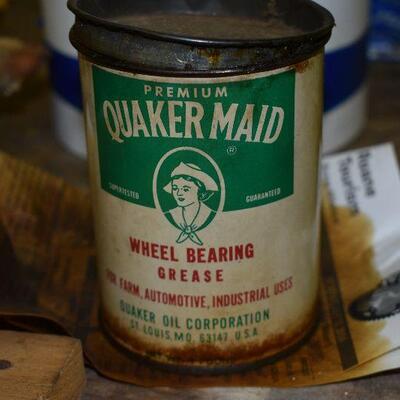 PREMIUM
QUAKER MAID
®
SUPERTESTED
GUARANTEED
WHEEL BEARING
GREASE
FOR FARM, AUTOMOTIVE, INDUSTRIAL USES
QUAKER OIL CORPORATION
ST. LOUIS, MO. 63147 U.S.A.